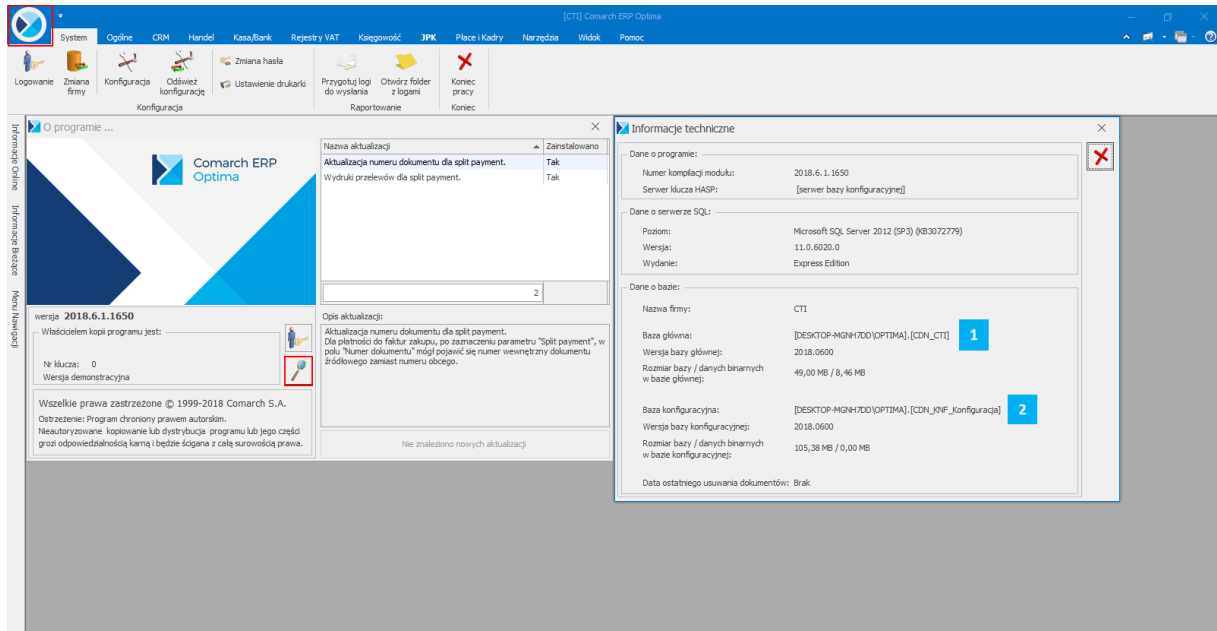 [CTI] Comarch ERP Optima
System Ogólne CRM Handel Kasa/Bank Rejestry VAT Księgowość JPK Płace i Kadry Narzędzia Widok Pomoc
Logowanie
Zmiana firmy
Konfiguracja
Odśwież konfigurację
Zmiana hasła
Ustawienie drukarki
Przygotuj logi do wysłania
Otwórz folder z logami
Koniec pracy
Konfiguracja Raportowanie Koniec
Informacje Online
Informacje Bieżące
Menu Nawigacji
O programie ...
Comarch ERP
Optima
Nazwa aktualizacji Zainstalowano
Aktualizacja numeru dokumentu dla split payment. Tak
Wydruki przelewów dla split payment. Tak
2
wersja 2018.6.1.1650
Właścicielem kopii programu jest:
Nr klucza: 0
Wersja demonstracyjna
Wszelkie prawa zastrzeżone © 1999-2018 Comarch S.A.
Ostrzeżenie: Program chroniony prawem autorskim.
Nieautoryzowane kopiowanie lub dystrybucja programu lub jego części
grozi odpowiedzialnością karną i będzie ścigana z całą surowością prawa.
Opis aktualizacji:
Aktualizacja numeru dokumentu dla split payment.
Dla płatności do faktur zakupu, po zaznaczeniu parametru "Split payment", w
polu "Numer dokumentu" mógł pojawić się numer wewnętrzny dokumentu
źródłowego zamiast numeru obcego.
Nie znaleziono nowych aktualizacji
Informacje techniczne
Dane o programie:
Numer kompilacji modułu: 2018.6.1.1650
Serwer klucza HASP: [serwer bazy konfiguracyjnej]
Dane o serwerze SQL:
Poziom: Microsoft SQL Server 2012 (SP3) (KB3072779)
Wersja: 11.0.6020.0
Wydanie: Express Edition
Dane o bazie:
Nazwa firmy: CTI
Baza główna: [DESKTOP-MGNH7DD\OPTIMA].[CDN_CTI] 1
Wersja bazy głównej: 2018.0600
Rozmiar bazy / danych binarnych
w bazie głównej: 49,00 MB / 8,46 MB
Baza konfiguracyjna: [DESKTOP-MGNH7DD\OPTIMA].[CDN_KNF_Konfiguracja] 2
Wersja bazy konfiguracyjnej: 2018.0600
Rozmiar bazy / danych binarnych
w bazie konfiguracyjnej: 105,38 MB / 0,00 MB
Data ostatniego usuwania dokumentów: Brak